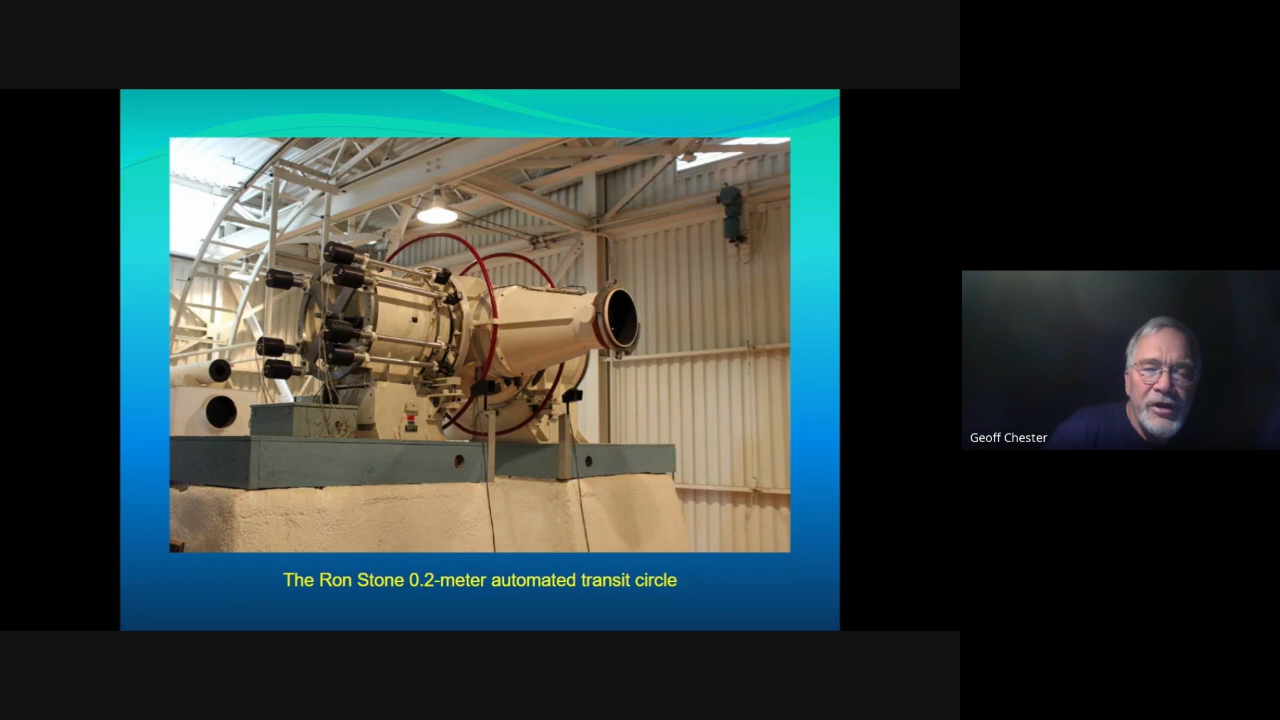 The Ron Stone 0.2-meter automated transit circle
Geoff Chester